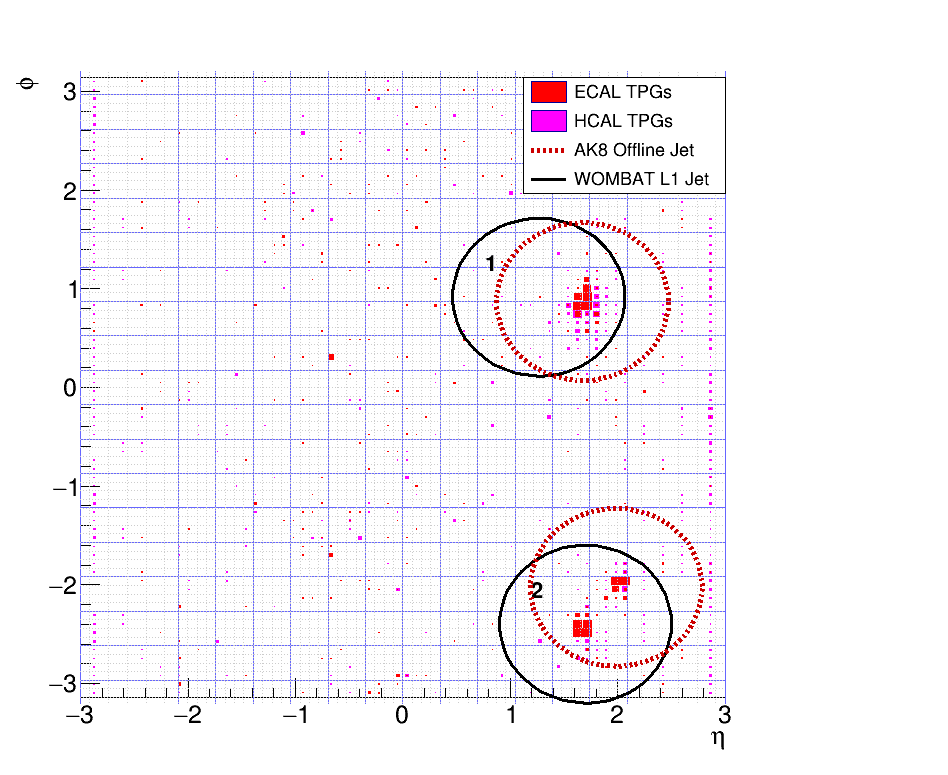 φ
3
2
1
0
−1
−2
−3
ECAL TPGs
HCAL TPGs
AK8 Offline Jet
WOMBAT L1 Jet
1
2
−3 −2 −1 0 1 2 3
η